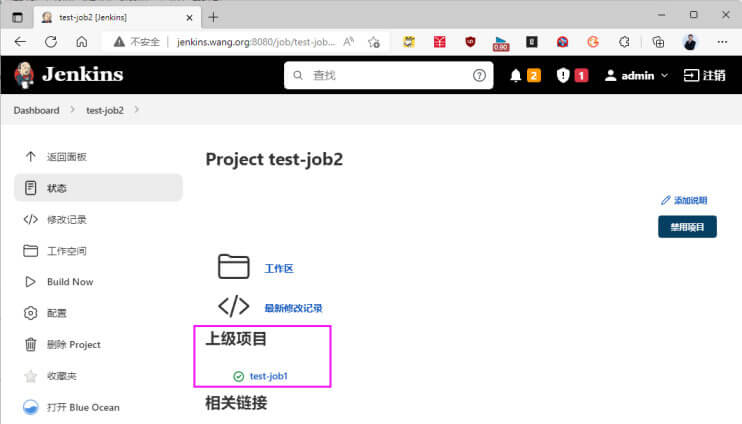 test-job2 [Jenkins]
不安全 jenkins.wang.org:8080/job/test-job...
0.90
Jenkins
查找
2
1
admin
注销
Dashboard
test-job2
返回面板
状态
修改记录
工作空间
Build Now
配置
删除 Project
收藏夹
打开 Blue Ocean
Project test-job2
添加说明
禁用项目
工作区
最新修改记录
上级项目
test-job1
相关链接